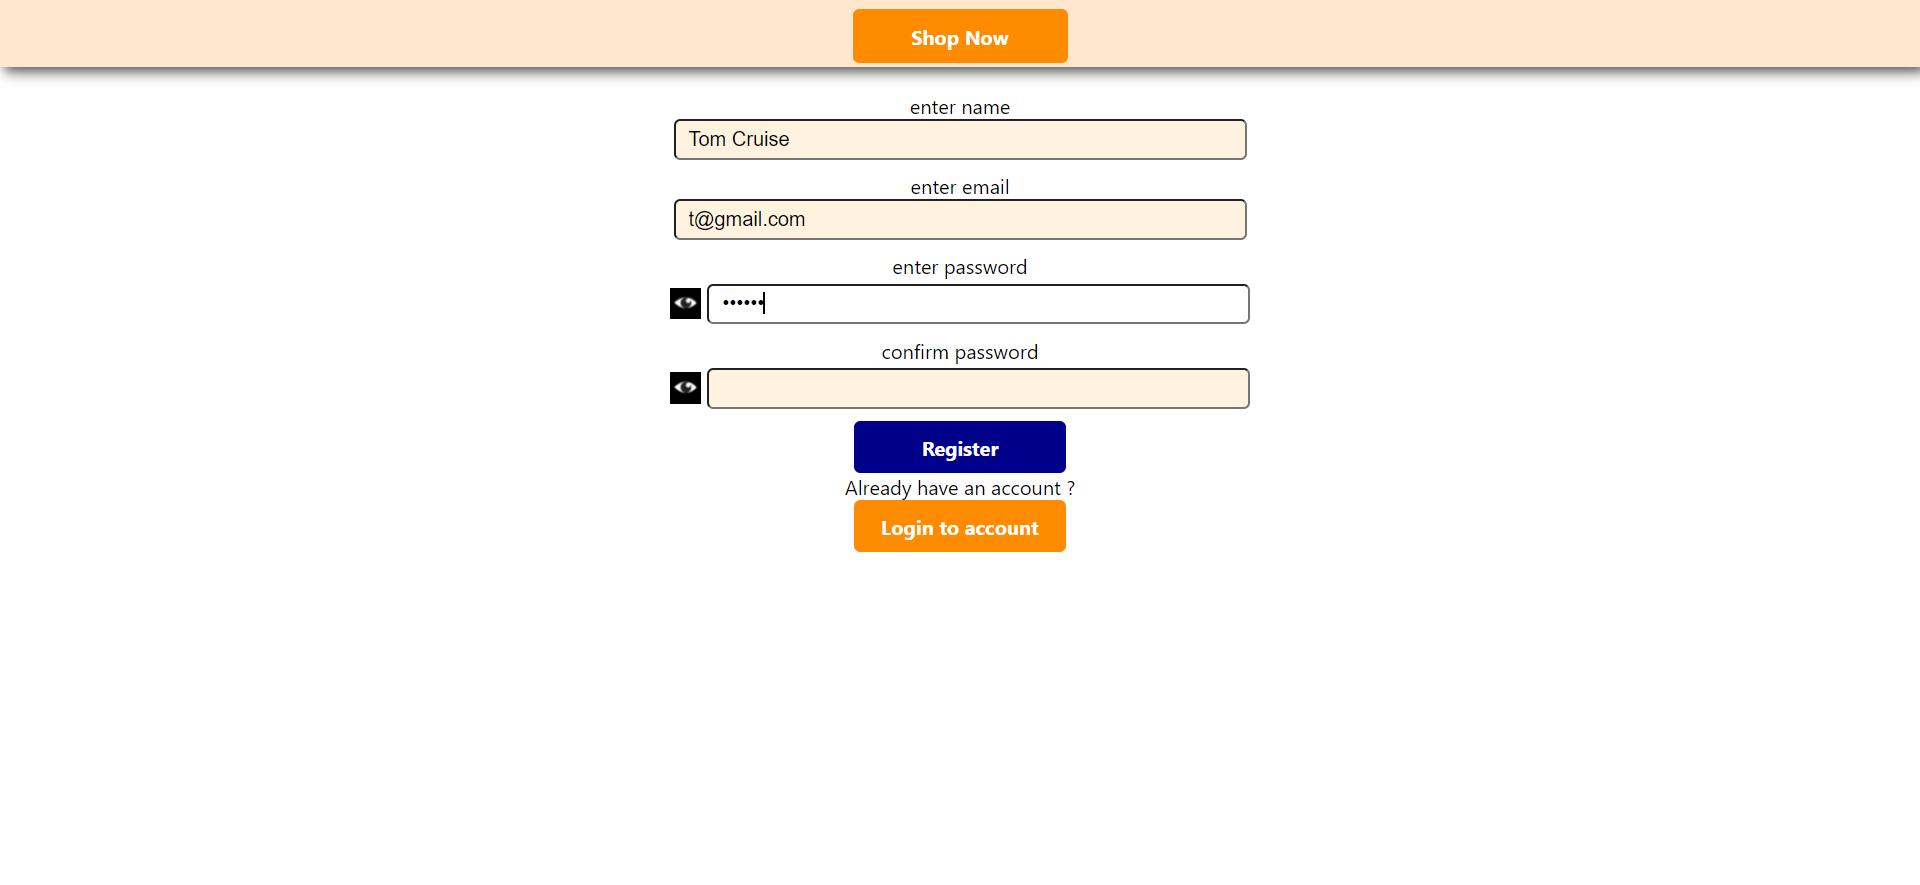 Shop Now
enter name
Tom Cruise
enter email
t@gmail.com
enter password
••••••
confirm password
Register
Already have an account ?
Login to account